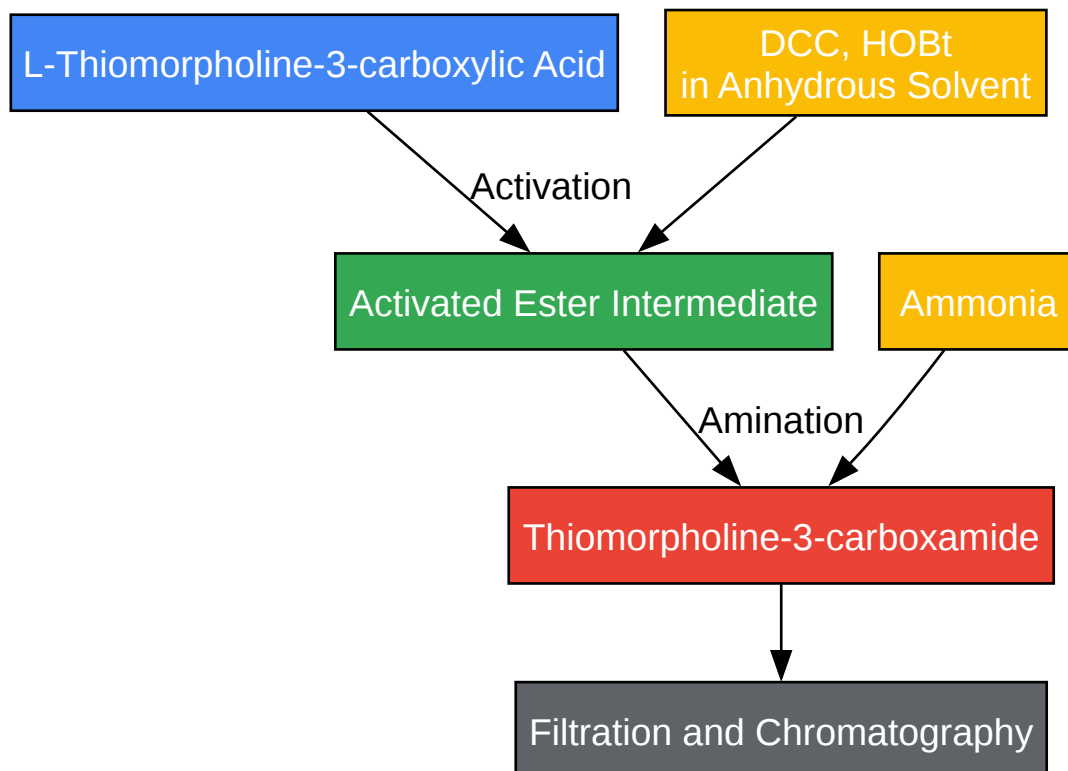 L-Thiomorpholine-3-carboxylic Acid
DCC, HOBt
in Anhydrous Solvent
Activation
Activated Ester Intermediate
Ammonia
Amination
Thiomorpholine-3-carboxamide
Filtration and Chromatography